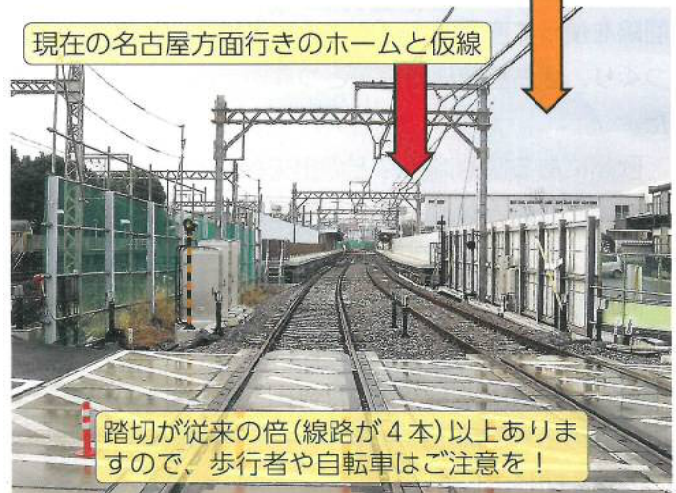 現在の名古屋方面行きのホームと仮線
踏切が従来の倍(線路が4本)以上ありま
すので、歩行者や自転車はご注意を!